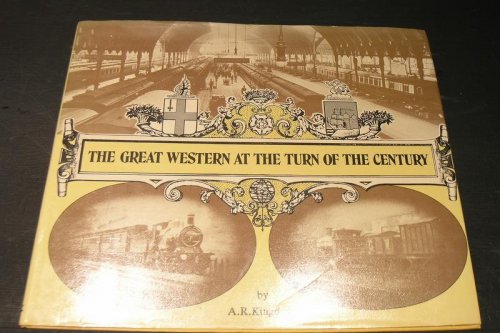 THE GREAT WESTERN AT THE TURN OF THE CENTURY
by
A.R.